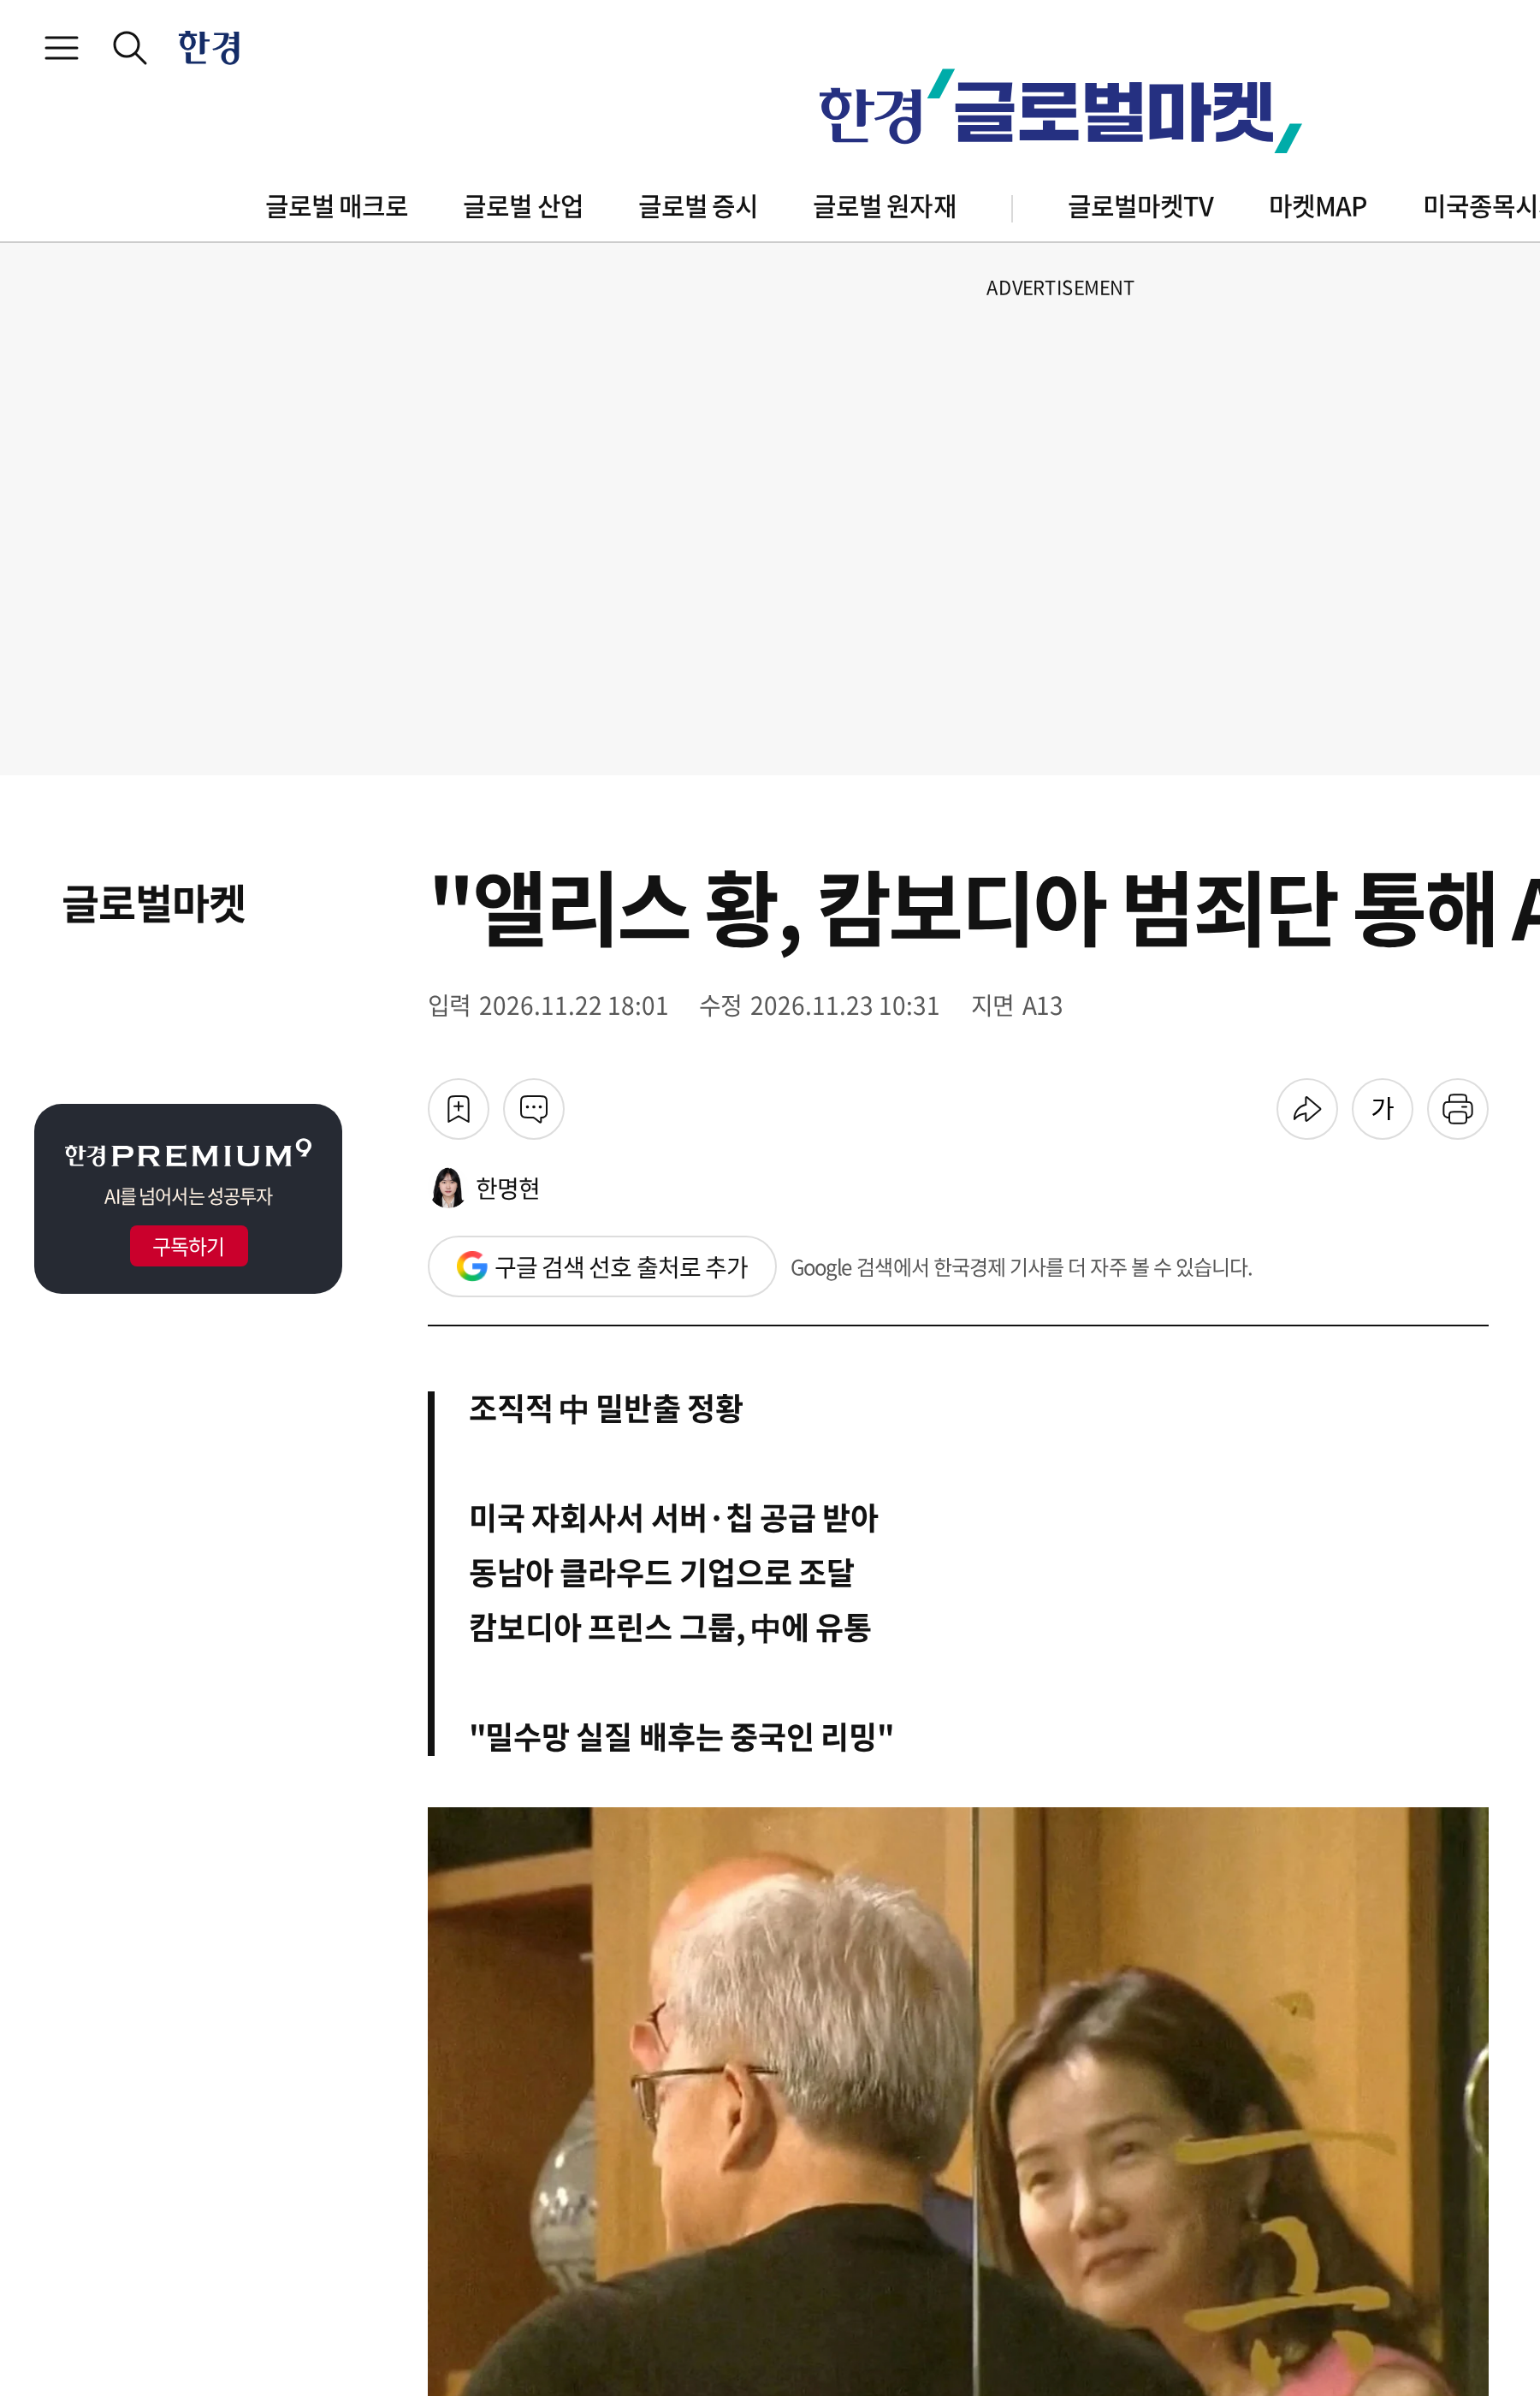 한경
한경 글로벌마켓
글로벌 매크로 글로벌 산업 글로벌 증시 글로벌 원자재 글로벌마켓TV 마켓MAP 미국종목시
ADVERTISEMENT
글로벌마켓
"앨리스 황, 캄보디아 범죄단 통해 A
입력 2026.11.22 18:01 수정 2026.11.23 10:31 지면 A13
가
한경PREMIUM9
AI를 넘어서는 성공투자
구독하기
한명현
구글 검색 선호 출처로 추가 Google 검색에서 한국경제 기사를 더 자주 볼 수 있습니다.
조직적 中 밀반출 정황
미국 자회사서 서버·칩 공급 받아
동남아 클라우드 기업으로 조달
캄보디아 프린스 그룹, 中에 유통
"밀수망 실질 배후는 중국인 리밍"